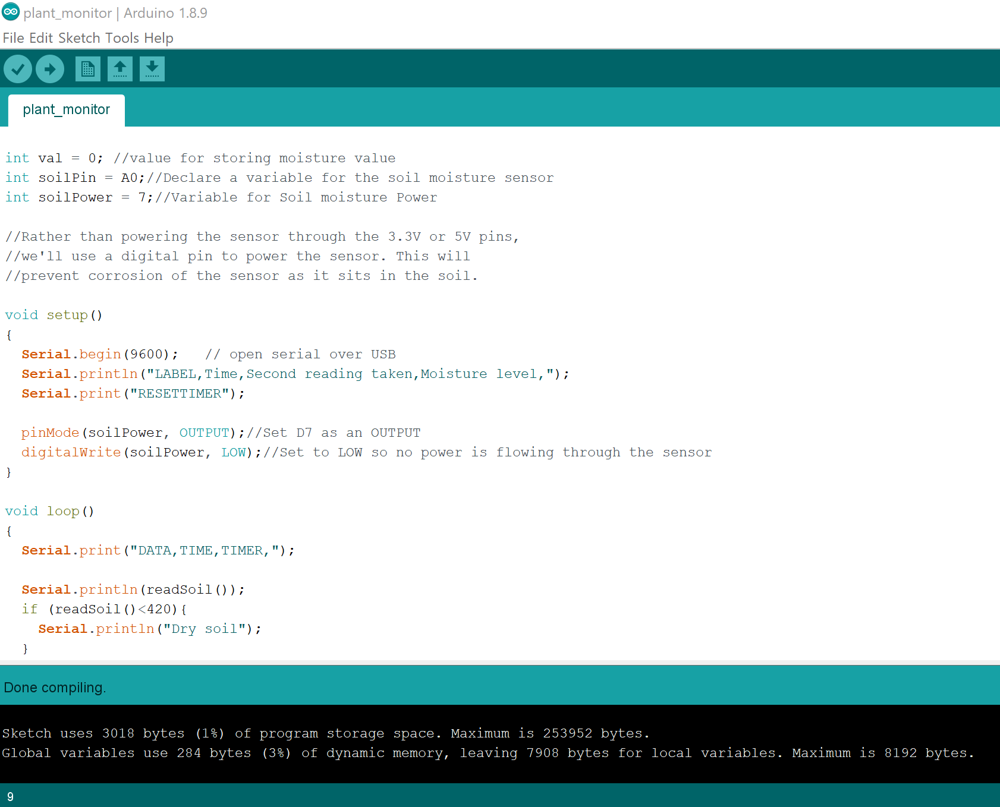 plant_monitor | Arduino 1.8.9
File Edit Sketch Tools Help
plant_monitor
int val = 0; //value for storing moisture value
int soilPin = A0;//Declare a variable for the soil moisture sensor
int soilPower = 7;//Variable for Soil moisture Power
//Rather than powering the sensor through the 3.3V or 5V pins,
//we'll use a digital pin to power the sensor. This will
//prevent corrosion of the sensor as it sits in the soil.
void setup()
{
  Serial.begin(9600);   // open serial over USB
  Serial.println("LABEL,Time,Second reading taken,Moisture level,");
  Serial.print("RESETTIMER");
  pinMode(soilPower, OUTPUT);//Set D7 as an OUTPUT
  digitalWrite(soilPower, LOW);//Set to LOW so no power is flowing through the sensor
}
void loop()
{
  Serial.print("DATA,TIME,TIMER,");
  Serial.println(readSoil());
  if (readSoil()<420){
    Serial.println("Dry soil");
  }
Done compiling.
Sketch uses 3018 bytes (1%) of program storage space. Maximum is 253952 bytes.
Global variables use 284 bytes (3%) of dynamic memory, leaving 7908 bytes for local variables. Maximum is 8192 bytes.
9